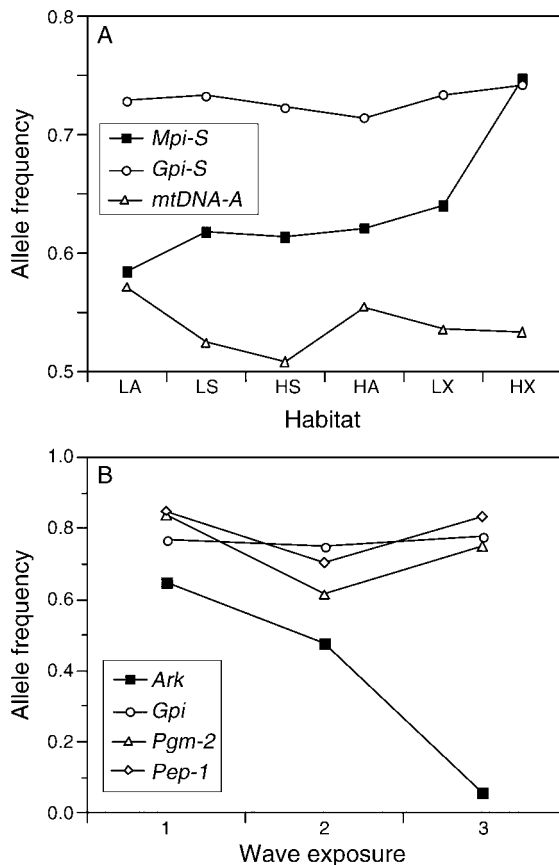 A
0.8
0.7
0.6
0.5
Allele frequency
Mpi-S
Gpi-S
mtDNA-A
LA LS HS HA LX HX
Habitat
B
1.0
0.8
0.6
0.4
0.2
0.0
Allele frequency
Ark
Gpi
Pgm-2
Pep-1
1 2 3
Wave exposure